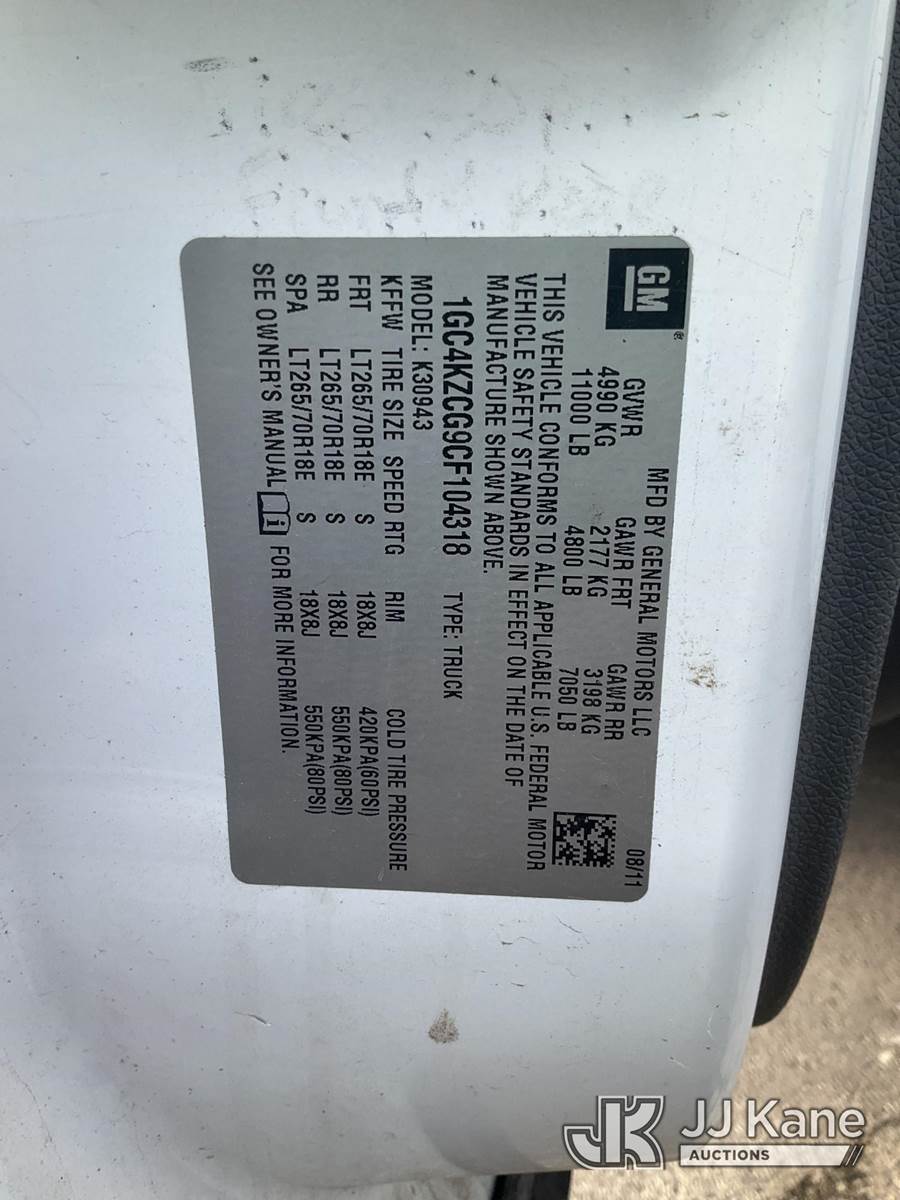 GM®
MFD BY GENERAL MOTORS LLC 08/11
GVWR GAWR FRT GAWR RR
4990 KG 2177 KG 3198 KG
11000 LB 4800 LB 7050 LB
THIS VEHICLE CONFORMS TO ALL APPLICABLE U.S. FEDERAL MOTOR
VEHICLE SAFETY STANDARDS IN EFFECT ON THE DATE OF
MANUFACTURE SHOWN ABOVE.
1GC4KZCG9CF104318 TYPE: TRUCK
MODEL: K30943
KFFW TIRE SIZE SPEED RTG RIM COLD TIRE PRESSURE
FRT LT265/70R18E S 18X8J 420KPA(60PSI)
RR LT265/70R18E S 18X8J 550KPA(80PSI)
SPA LT265/70R18E S 18X8J 550KPA(80PSI)
SEE OWNER'S MANUAL FOR MORE INFORMATION.
JK JJ Kane
AUCTIONS